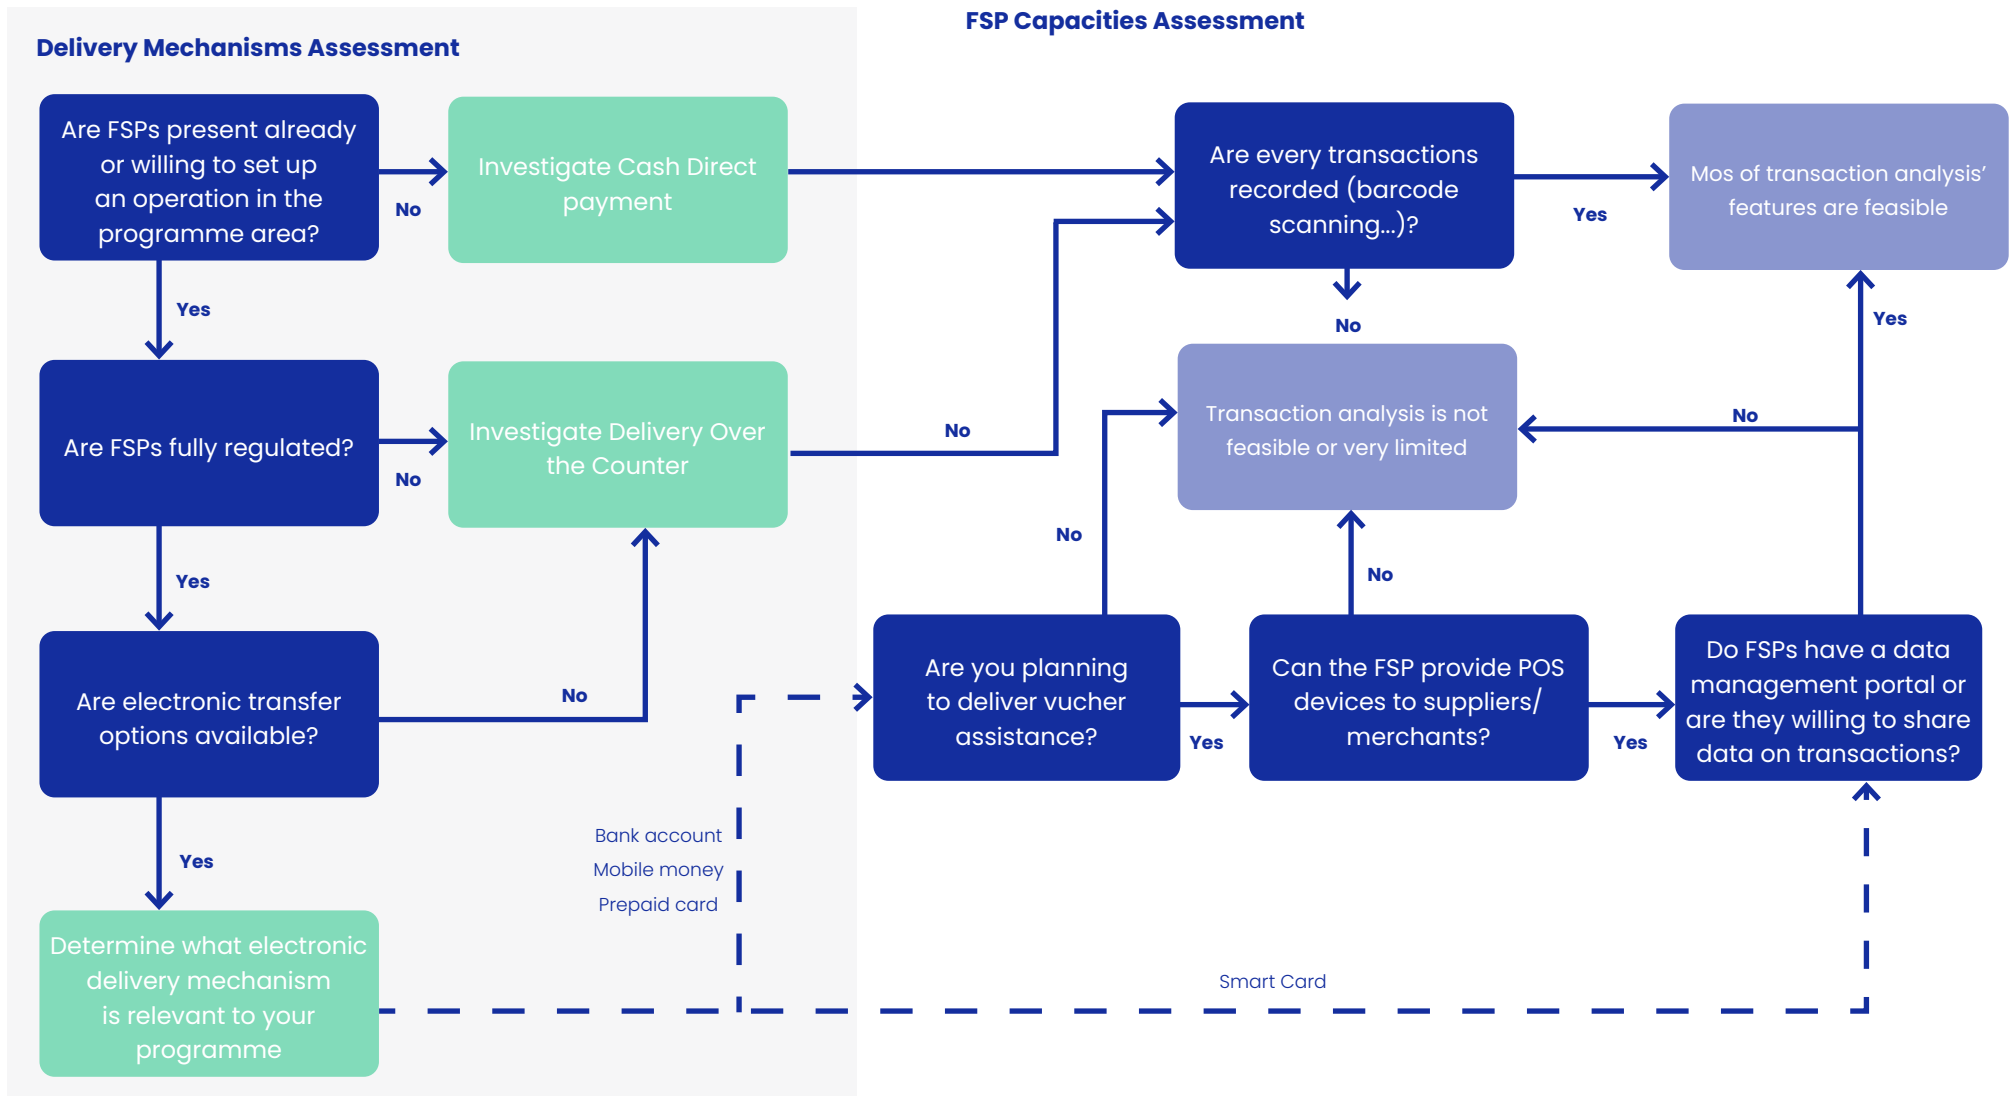 FSP Capacities Assessment
Delivery Mechanisms Assessment
Are FSPs present already
or willing to set up
an operation in the
programme area?
No
Investigate Cash Direct
payment
Are every transactions
recorded (barcode
scanning...)?
Yes
Mos of transaction analysis’
features are feasible
Yes
No
Yes
Are FSPs fully regulated?
No
Investigate Delivery Over
the Counter
No
Transaction analysis is not
feasible or very limited
No
No
No
Yes
Are electronic transfer
options available?
No
Are you planning
to deliver vucher
assistance?
Yes
Can the FSP provide POS
devices to suppliers/
merchants?
Yes
Do FSPs have a data
management portal or
are they willing to share
data on transactions?
Yes
Bank account
Mobile money
Prepaid card
Determine what electronic
delivery mechanism
is relevant to your
programme
Smart Card